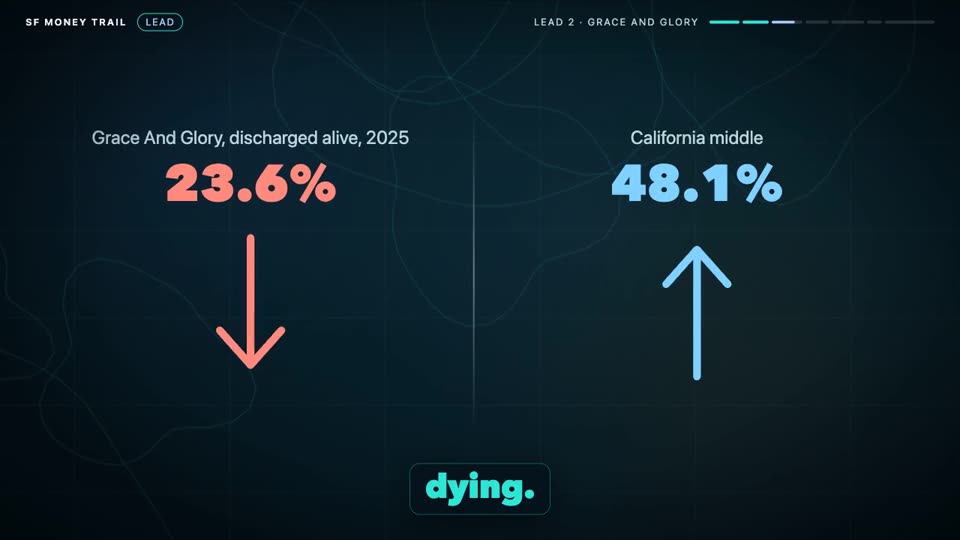 SF MONEY TRAIL LEAD
LEAD 2 · GRACE AND GLORY
Grace And Glory, discharged alive, 2025
23.6%
California middle
48.1%
dying.